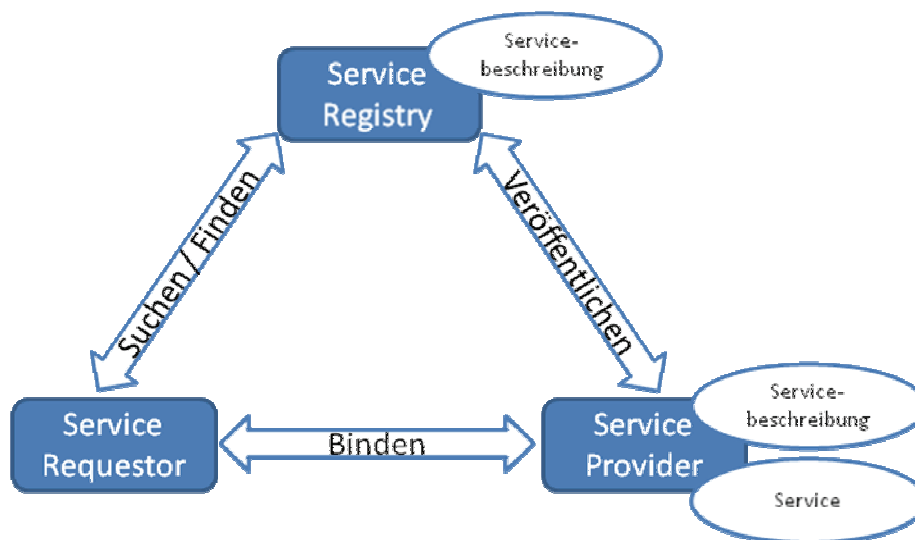 Service-
beschreibung
Service
Registry
Suchen / Finden
Veröffentlichen
Service
Requestor
Binden
Service
Provider
Service-
beschreibung
Service